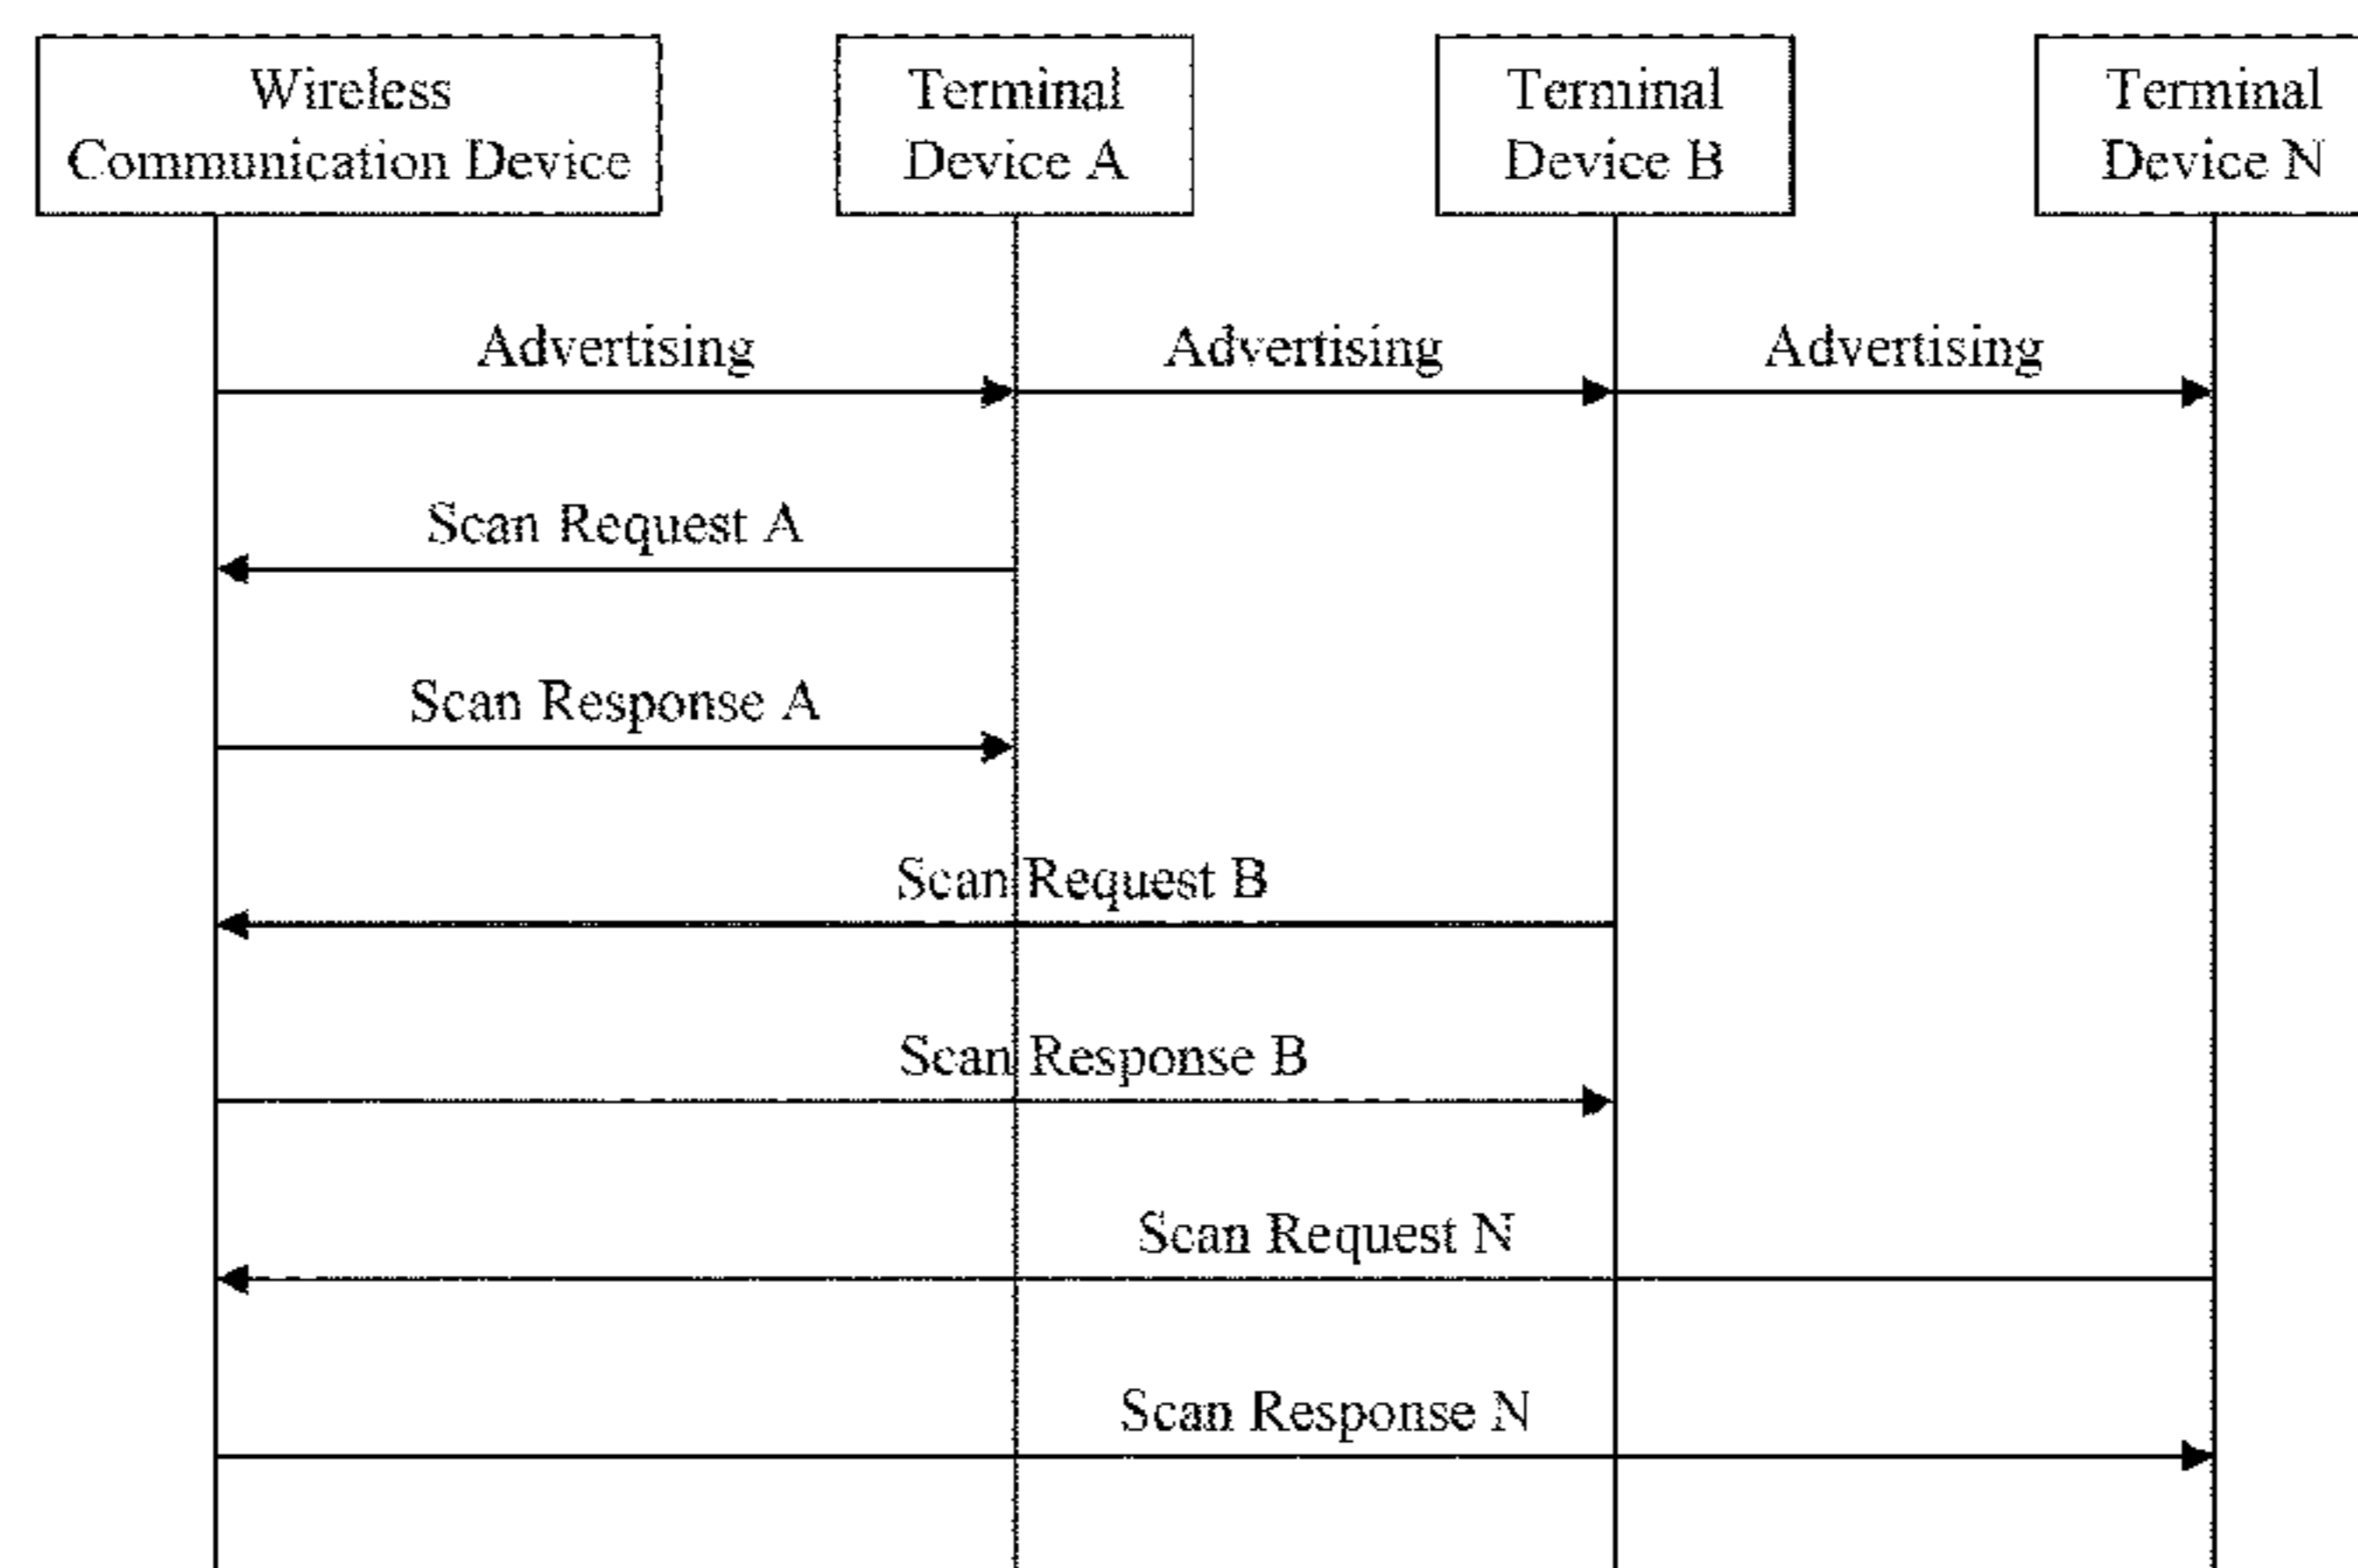 Wireless
Communication Device
Terminal
Device A
Terminal
Device B
Terminal
Device N
Advertising
Advertising
Advertising
Scan Request A
Scan Response A
Scan Request B
Scan Response B
Scan Request N
Scan Response N